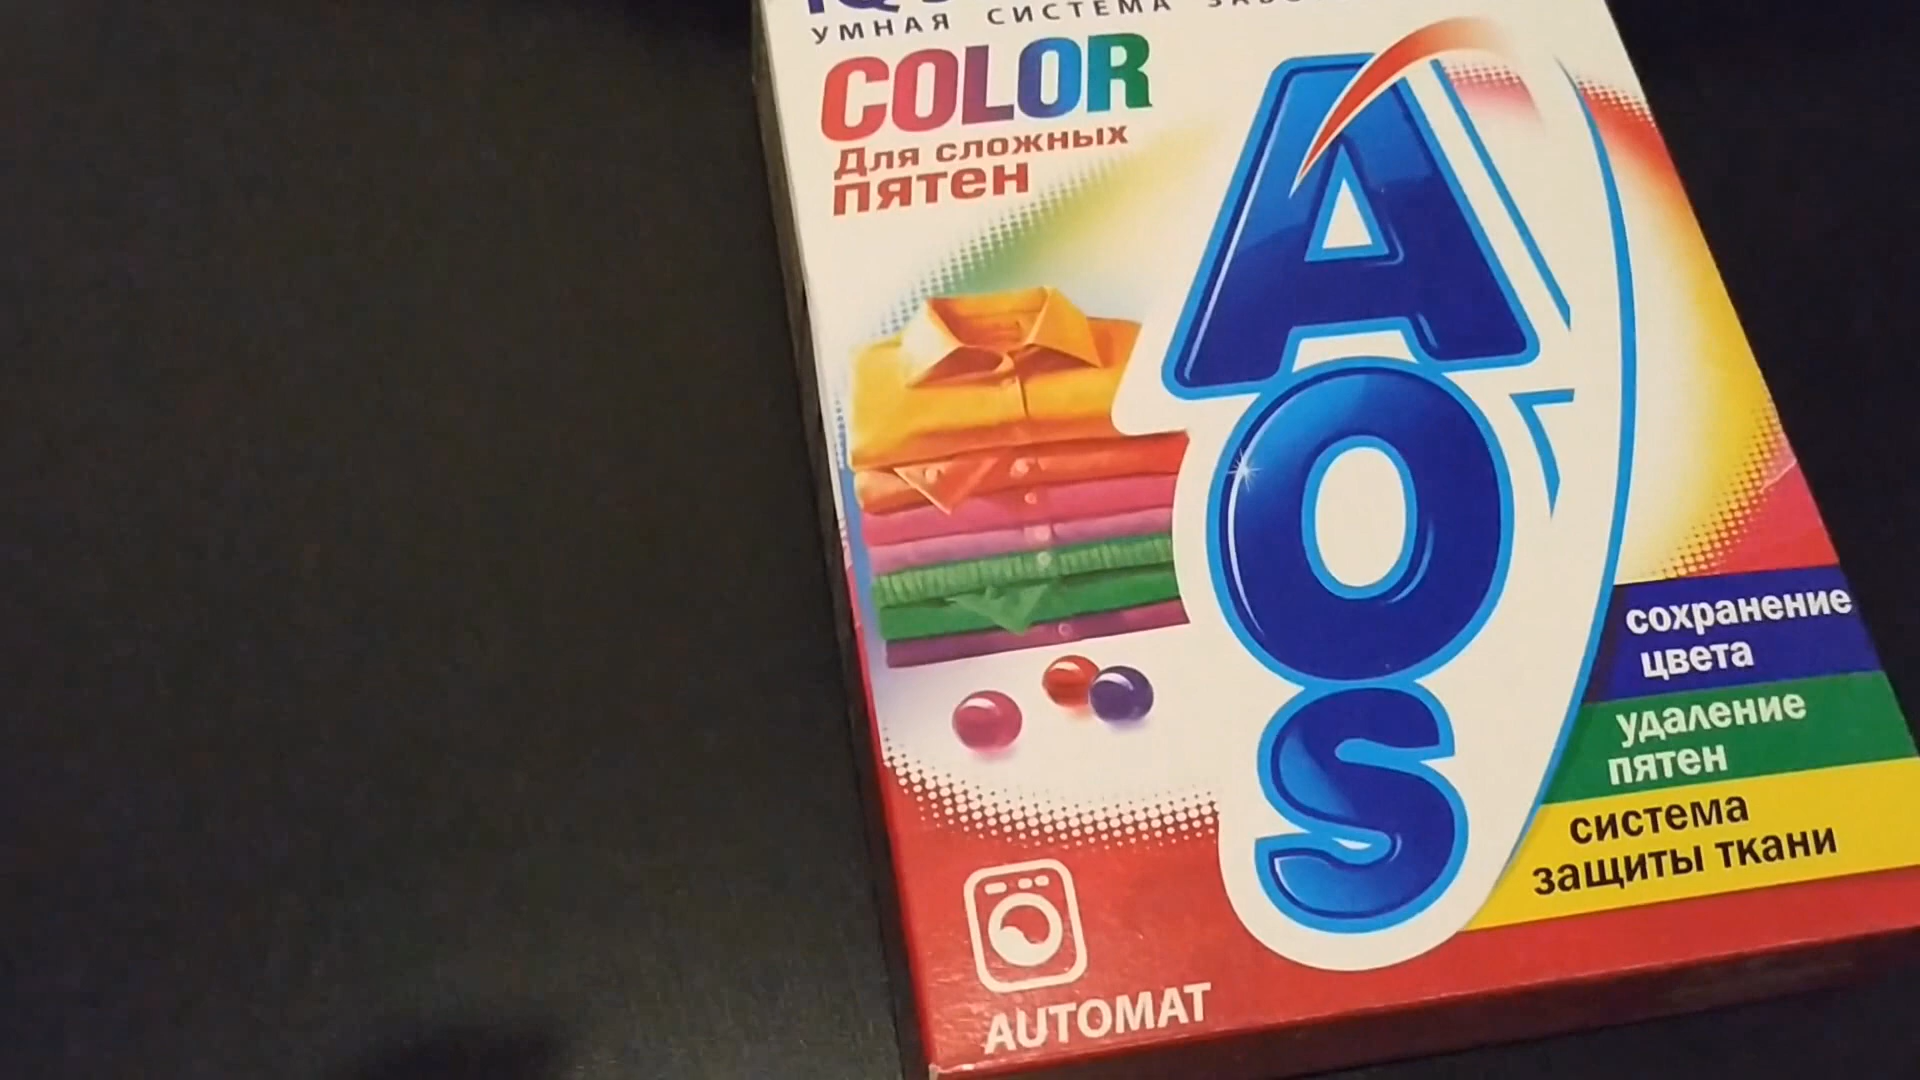 УМНАЯ СИСТЕМА
COLOR
Для сложных
пятен
AOS
сохранение
цвета
удаление
пятен
система
защиты ткани
AUTOMAT